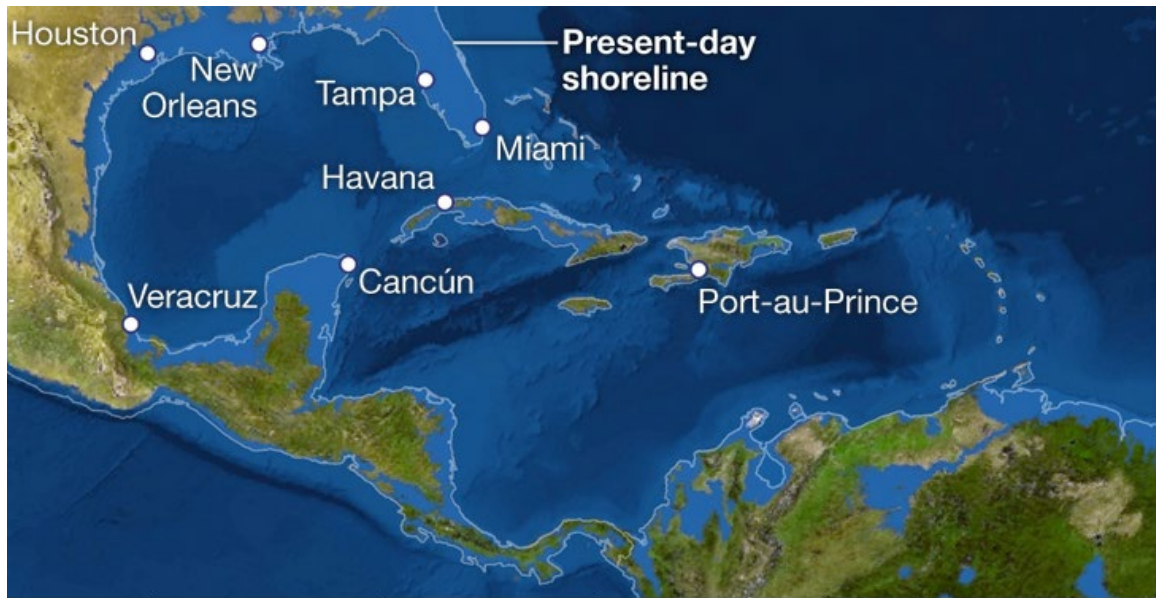 Houston
New
Orleans
Tampa
Present-day
shoreline
Miami
Havana
Cancún
Veracruz
Port-au-Prince